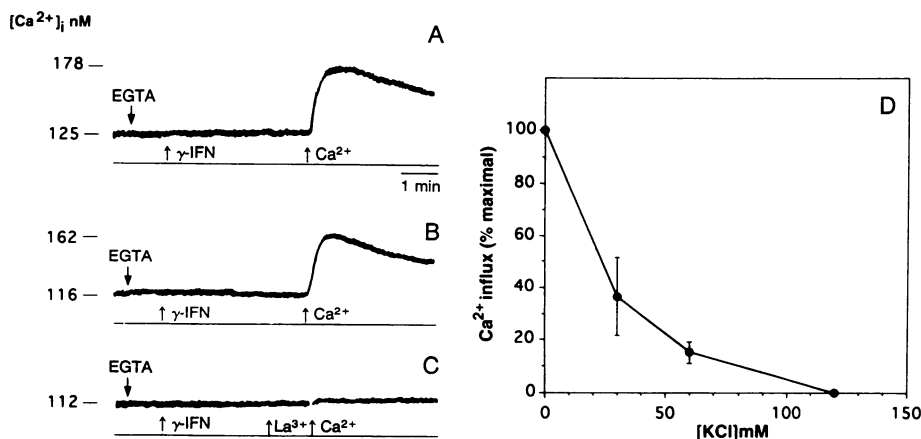 [Ca²⁺]ᵢ nM
A
178 —
EGTA
↓
125 —
↑ γ-IFN
↑ Ca²⁺
1 min
B
162 —
EGTA
↓
116 —
↑ γ-IFN
↑ Ca²⁺
C
EGTA
↓
112 —
↑ γ-IFN
↑La³⁺↑ Ca²⁺
D
Ca²⁺ influx (% maximal)
100
80
60
40
20
0
0
50
100
150
[KCl]mM